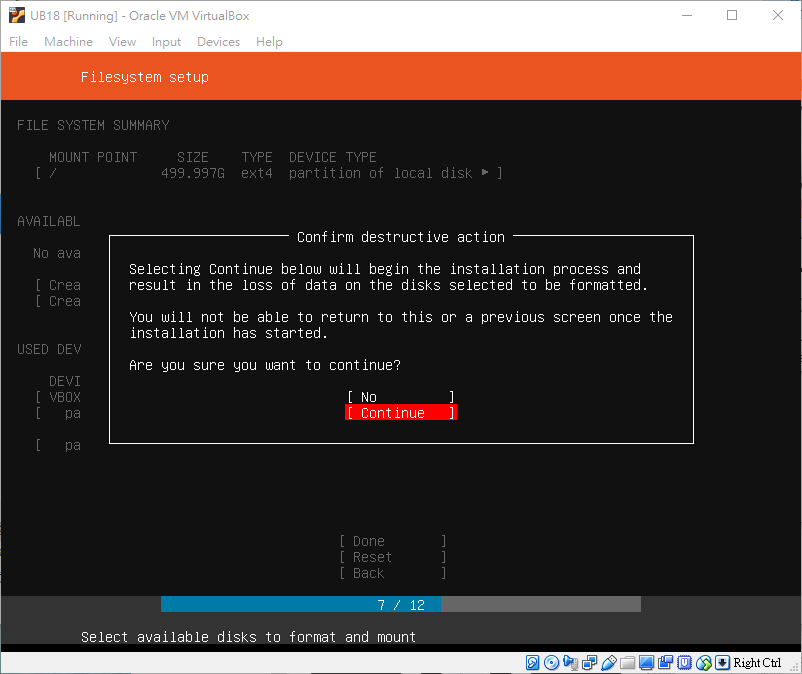 UB18 [Running] - Oracle VM VirtualBox
File Machine View Input Devices Help
Filesystem setup
FILE SYSTEM SUMMARY
MOUNT POINT SIZE TYPE DEVICE TYPE
[ / 499.997G ext4 partition of local disk ▸ ]
AVAILABL
No ava
[ Crea
[ Crea
USED DEV
DEVI
[ VBOX
[ pa
[ pa
Confirm destructive action
Selecting Continue below will begin the installation process and
result in the loss of data on the disks selected to be formatted.
You will not be able to return to this or a previous screen once the
installation has started.
Are you sure you want to continue?
[ No ]
[ Continue ]
[ Done ]
[ Reset ]
[ Back ]
7 / 12
Select available disks to format and mount
Right Ctrl